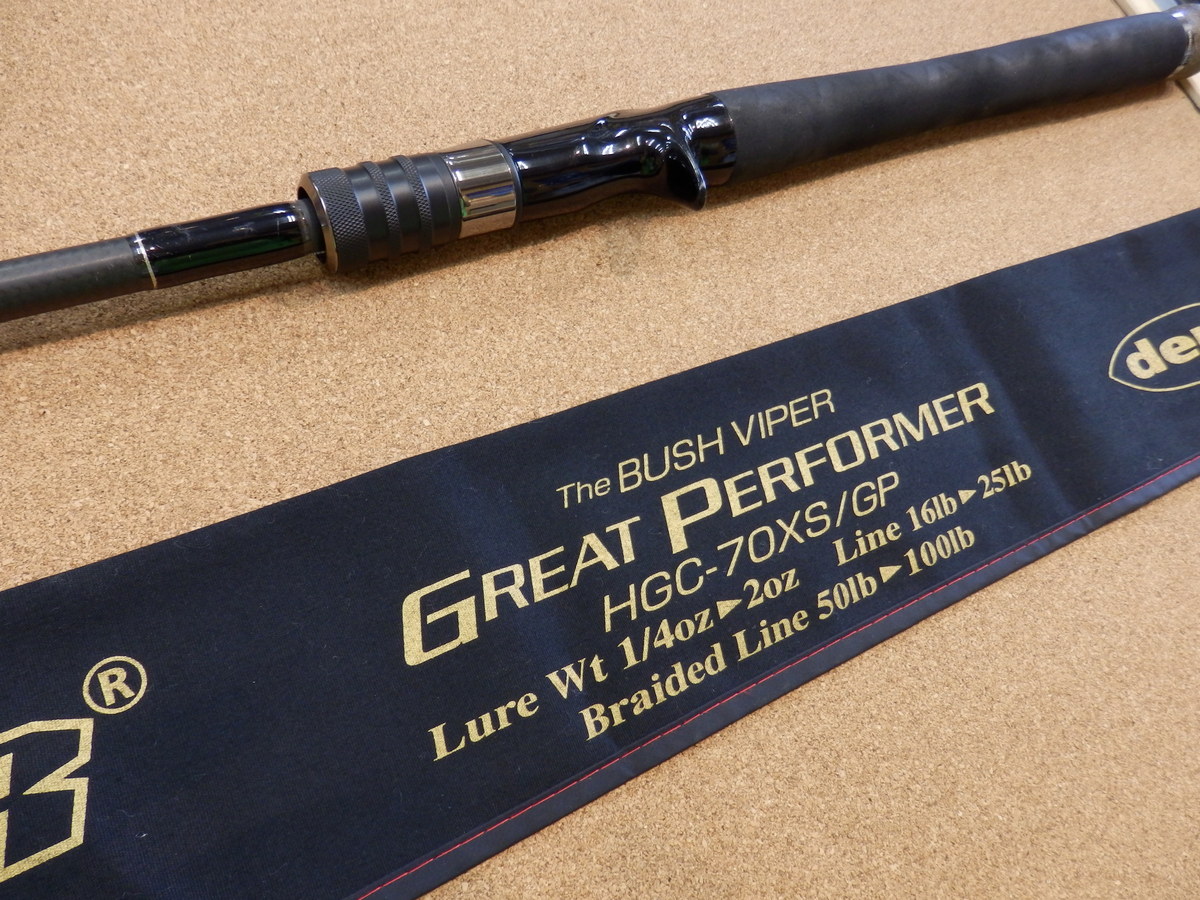 The BUSH VIPER
GREAT PERFORMER
HGC-70XS/GP
Lure Wt 1/4oz►2oz Line 16lb►25lb
Braided Line 50lb►100lb
®